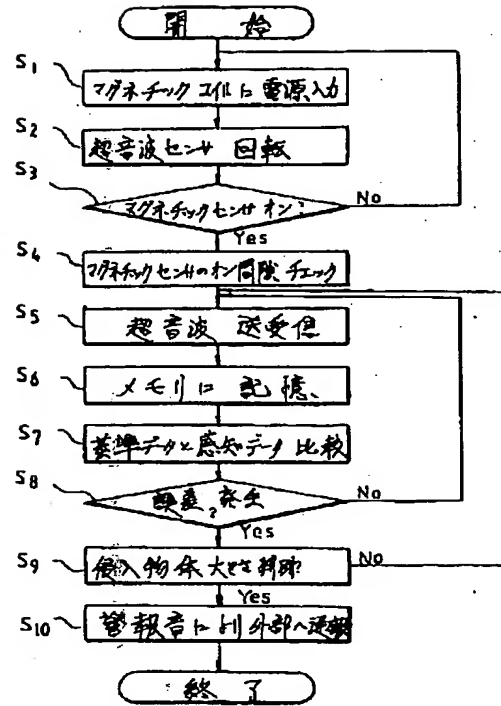 開 始
S1
マグネチックコイルに電源入力
S2
超音波センサ 回転
S3
マグネチックセンサオン?
No
Yes
S4
マグネチックセンサのオン間隙チェック
S5
超音波 送受信
S6
メモリに 記憶
S7
基準データと感知データ 比較
S8
誤差 発生
No
Yes
S9
侵入物体 大きさ
No
Yes
S10
警報音により外部へ
終 了